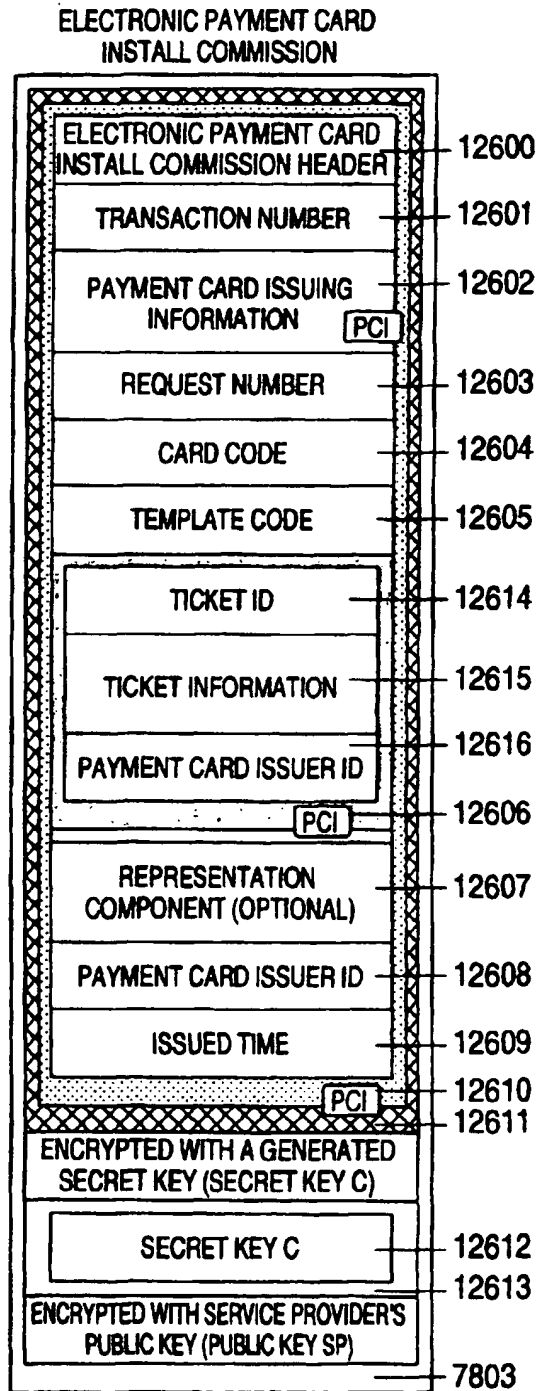 ELECTRONIC PAYMENT CARD
INSTALL COMMISSION
ELECTRONIC PAYMENT CARD
INSTALL COMMISSION HEADER
12600
TRANSACTION NUMBER
12601
PAYMENT CARD ISSUING
INFORMATION
PCI
12602
REQUEST NUMBER
12603
CARD CODE
12604
TEMPLATE CODE
12605
TICKET ID
12614
TICKET INFORMATION
12615
12616
PAYMENT CARD ISSUER ID
PCI
12606
REPRESENTATION
COMPONENT (OPTIONAL)
12607
PAYMENT CARD ISSUER ID
12608
ISSUED TIME
12609
PCI
12610
12611
ENCRYPTED WITH A GENERATED
SECRET KEY (SECRET KEY C)
SECRET KEY C
12612
12613
ENCRYPTED WITH SERVICE PROVIDER'S
PUBLIC KEY (PUBLIC KEY SP)
7803